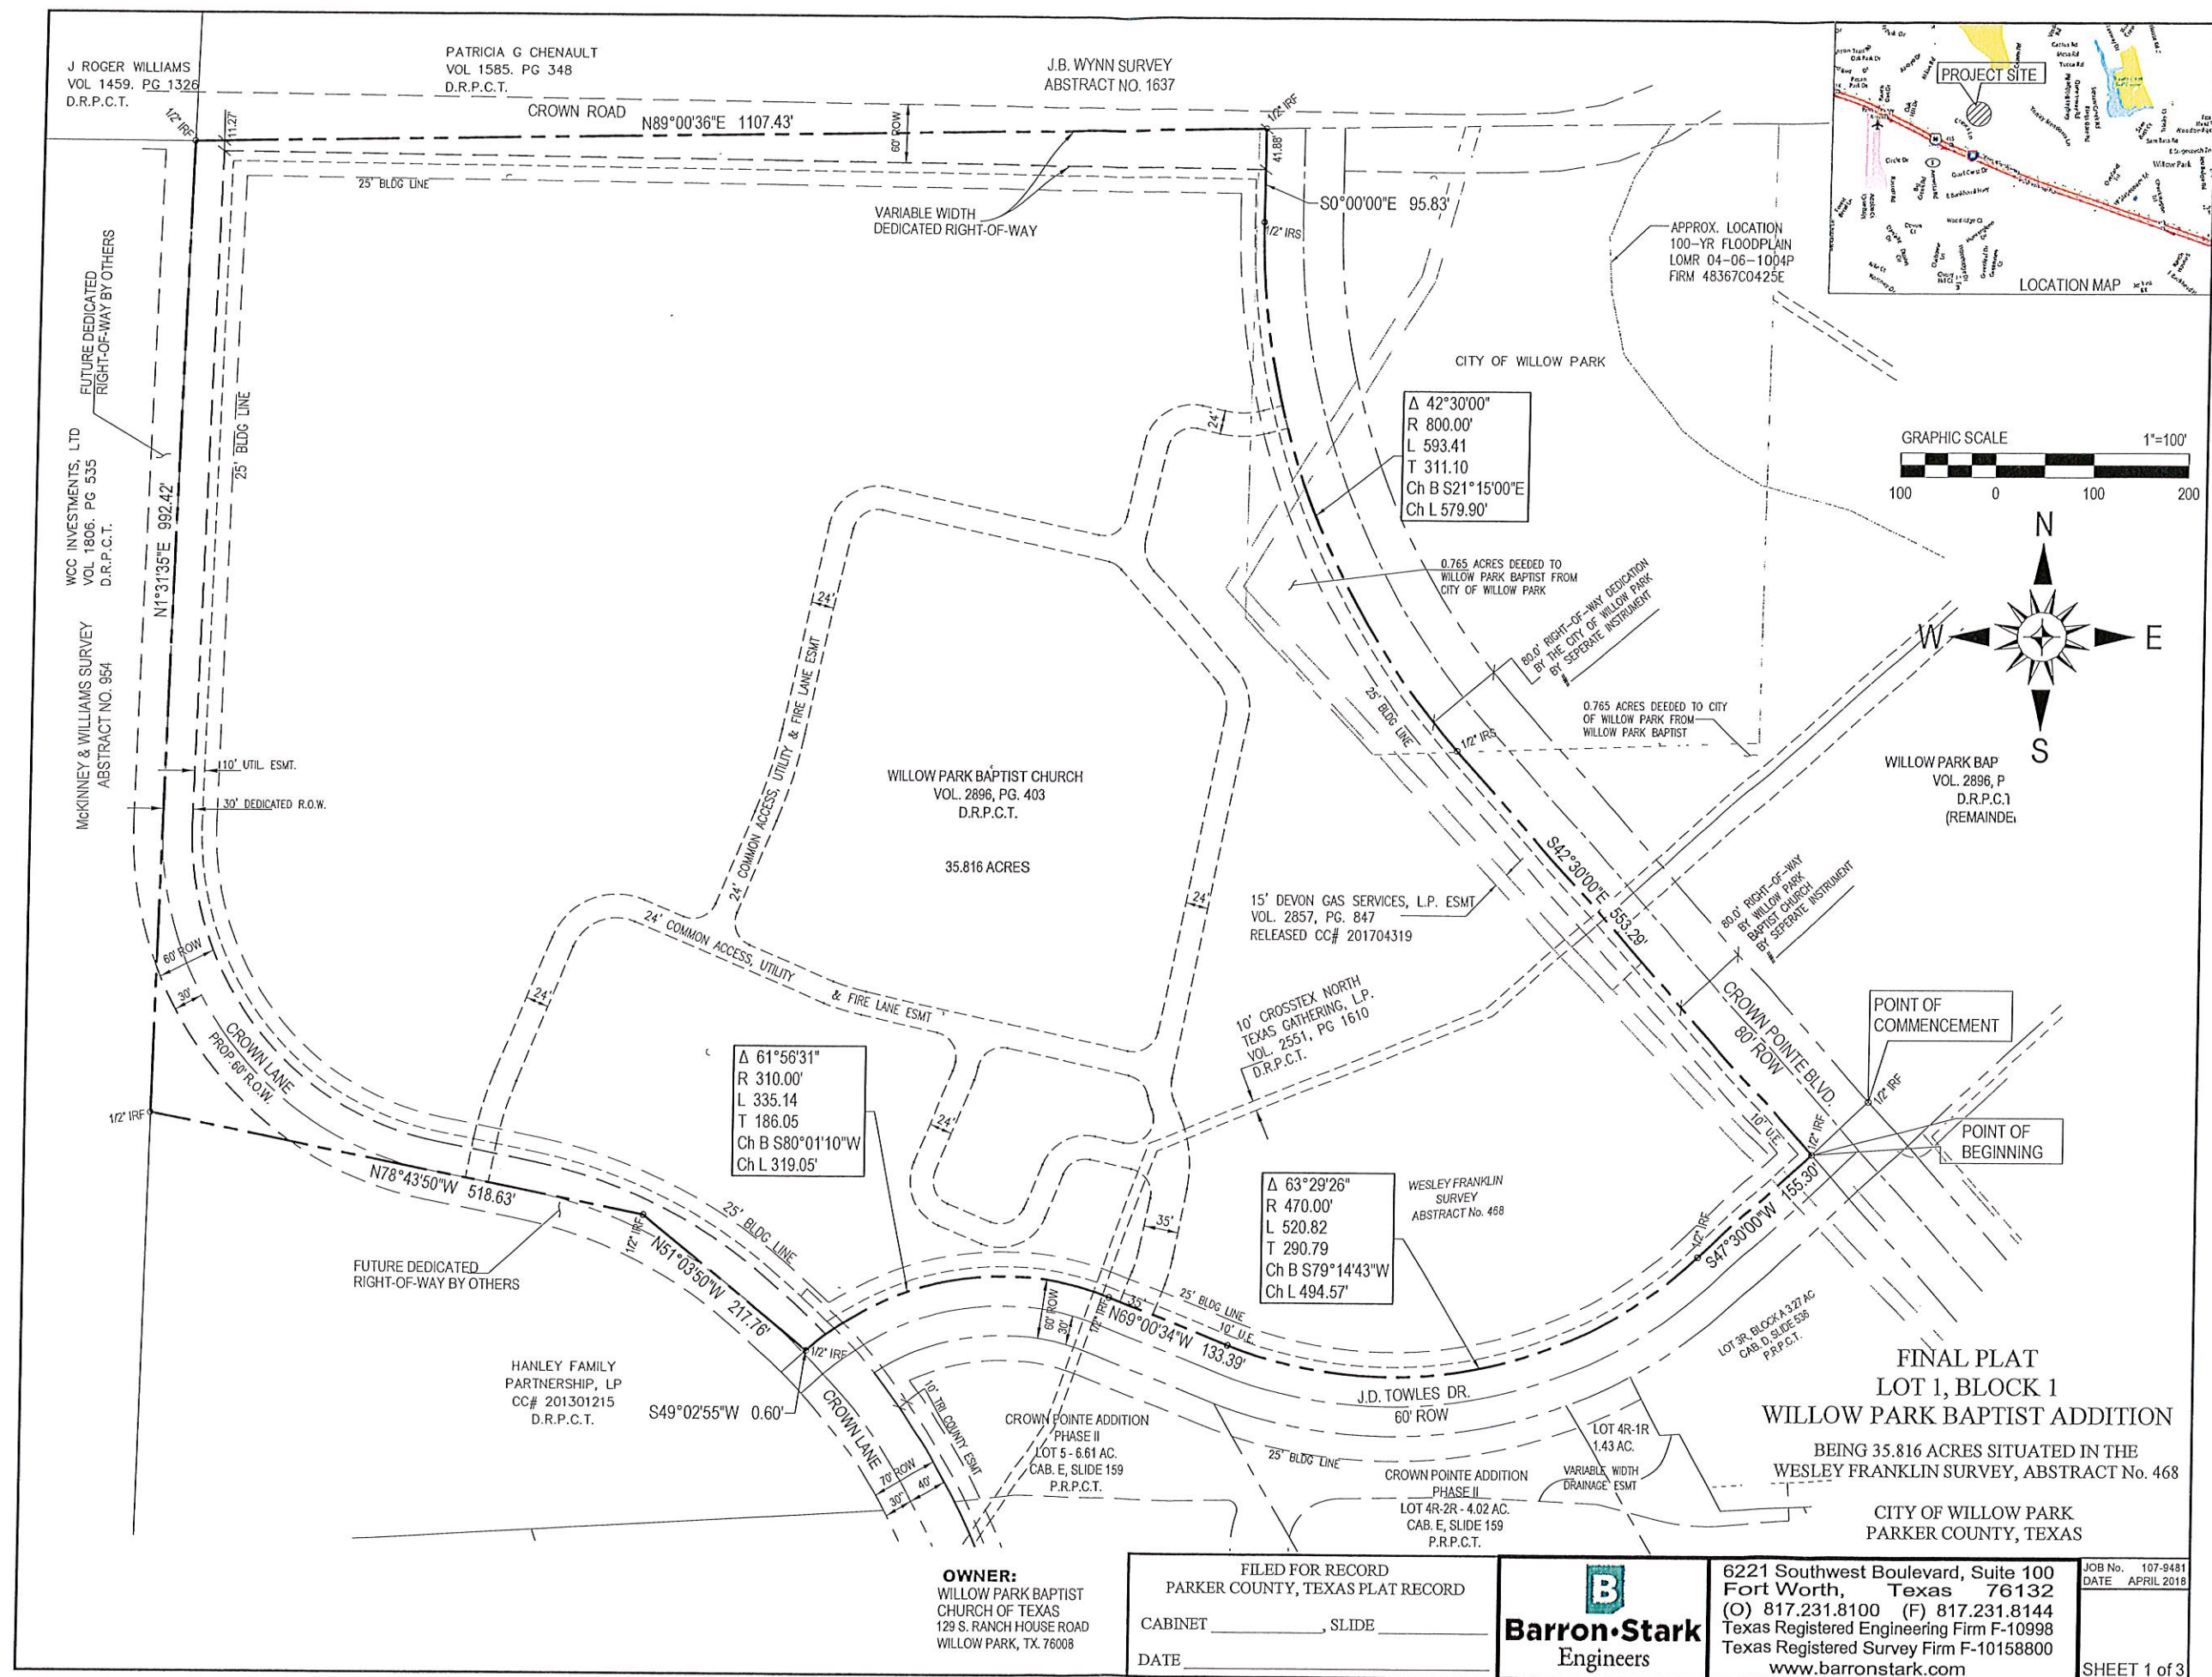 J ROGER WILLIAMS
VOL 1459. PG 1326
D.R.P.C.T.
PATRICIA G CHENAULT
VOL 1585. PG 348
D.R.P.C.T.
J.B. WYNN SURVEY
ABSTRACT NO. 1637
CROWN ROAD
N89°00'36"E 1107.43'
1/2" IRF
11.27'
60' ROW
1/2" IRF
41.88'
25' BLDG LINE
VARIABLE WIDTH
DEDICATED RIGHT-OF-WAY
S0°00'00"E 95.83'
1/2" IRS
APPROX. LOCATION
100-YR FLOODPLAIN
LOMR 04-06-1004P
FIRM 48367C0425E
PROJECT SITE
Willow Park
LOCATION MAP
CITY OF WILLOW PARK
FUTURE DEDICATED
RIGHT-OF-WAY BY OTHERS
25' BLDG LINE
WCC INVESTMENTS, LTD
VOL 1806. PG 535
D.R.P.C.T.
N1°31'35"E 992.42'
McKINNEY & WILLIAMS SURVEY
ABSTRACT NO. 954
Δ 42°30'00"
R 800.00'
L 593.41
T 311.10
Ch B S21°15'00"E
Ch L 579.90'
GRAPHIC SCALE 1"=100'
100 0 100 200
N
W E
S
24'
24'
0.765 ACRES DEEDED TO
WILLOW PARK BAPTIST FROM
CITY OF WILLOW PARK
80.0' RIGHT-OF-WAY DEDICATION
BY THE CITY OF WILLOW PARK
BY SEPERATE INSTRUMENT
25' BLDG LINE
1/2" IRS
0.765 ACRES DEEDED TO CITY
OF WILLOW PARK FROM
WILLOW PARK BAPTIST
24' COMMON ACCESS, UTILITY & FIRE LANE ESMT
10' UTIL. ESMT.
30' DEDICATED R.O.W.
WILLOW PARK BAPTIST CHURCH
VOL. 2896, PG. 403
D.R.P.C.T.
35.816 ACRES
WILLOW PARK BAP
VOL. 2896, P
D.R.P.C.
(REMAINDE
S42°30'00"E 553.29'
15' DEVON GAS SERVICES, L.P. ESMT
VOL. 2857, PG. 847
RELEASED CC# 201704319
24'
80.0' RIGHT-OF-WAY
BY WILLOW PARK
BAPTIST CHURCH
BY SEPERATE INSTRUMENT
24' COMMON ACCESS, UTILITY
& FIRE LANE ESMT
60' ROW
30'
24'
CROWN LANE
PROP.60' R.O.W.
10' CROSSTEX NORTH
TEXAS GATHERING, L.P.
VOL. 2551, PG 1610
D.R.P.C.T.
CROWN POINTE BLVD.
80' ROW
POINT OF
COMMENCEMENT
1/2" IRF
POINT OF
BEGINNING
1/2" IRF
10' U.E.
Δ 61°56'31"
R 310.00'
L 335.14
T 186.05
Ch B S80°01'10"W
Ch L 319.05'
24'
1/2" IRF
N78°43'50"W 518.63'
Δ 63°29'26"
R 470.00'
L 520.82
T 290.79
Ch B S79°14'43"W
Ch L 494.57'
WESLEY FRANKLIN
SURVEY
ABSTRACT No. 468
35'
1/2" IRF
S47°30'00"W 155.30'
25' BLDG LINE
1/2" IRF
N51°03'50"W 217.76'
FUTURE DEDICATED
RIGHT-OF-WAY BY OTHERS
60' ROW
30'
1/2" IRF
35'
25' BLDG LINE
10' U.E.
N69°00'34"W 133.39'
1/2" IRF
HANLEY FAMILY
PARTNERSHIP, LP
CC# 201301215
D.R.P.C.T.
S49°02'55"W 0.60'
CROWN LANE
70' ROW
30'
40'
10' TRI COUNTY ESMT
J.D. TOWLES DR.
60' ROW
25' BLDG LINE
LOT 3R, BLOCK A 3.27 AC
CAB. D, SLIDE 536
P.R.P.C.T.
CROWN POINTE ADDITION
PHASE II
LOT 5 - 6.61 AC.
CAB. E, SLIDE 159
P.R.P.C.T.
CROWN POINTE ADDITION
PHASE II
LOT 4R-2R - 4.02 AC.
CAB. E, SLIDE 159
P.R.P.C.T.
LOT 4R-1R
1.43 AC.
VARIABLE WIDTH
DRAINAGE ESMT
FINAL PLAT
LOT 1, BLOCK 1
WILLOW PARK BAPTIST ADDITION
BEING 35.816 ACRES SITUATED IN THE
WESLEY FRANKLIN SURVEY, ABSTRACT No. 468
CITY OF WILLOW PARK
PARKER COUNTY, TEXAS
OWNER:
WILLOW PARK BAPTIST
CHURCH OF TEXAS
129 S. RANCH HOUSE ROAD
WILLOW PARK, TX. 76008
FILED FOR RECORD
PARKER COUNTY, TEXAS PLAT RECORD
CABINET ____________, SLIDE ____________
DATE ____________
B
Barron•Stark
Engineers
6221 Southwest Boulevard, Suite 100
Fort Worth, Texas 76132
(O) 817.231.8100 (F) 817.231.8144
Texas Registered Engineering Firm F-10998
Texas Registered Survey Firm F-10158800
www.barronstark.com
JOB No. 107-9481
DATE APRIL 2018
SHEET 1 of 3